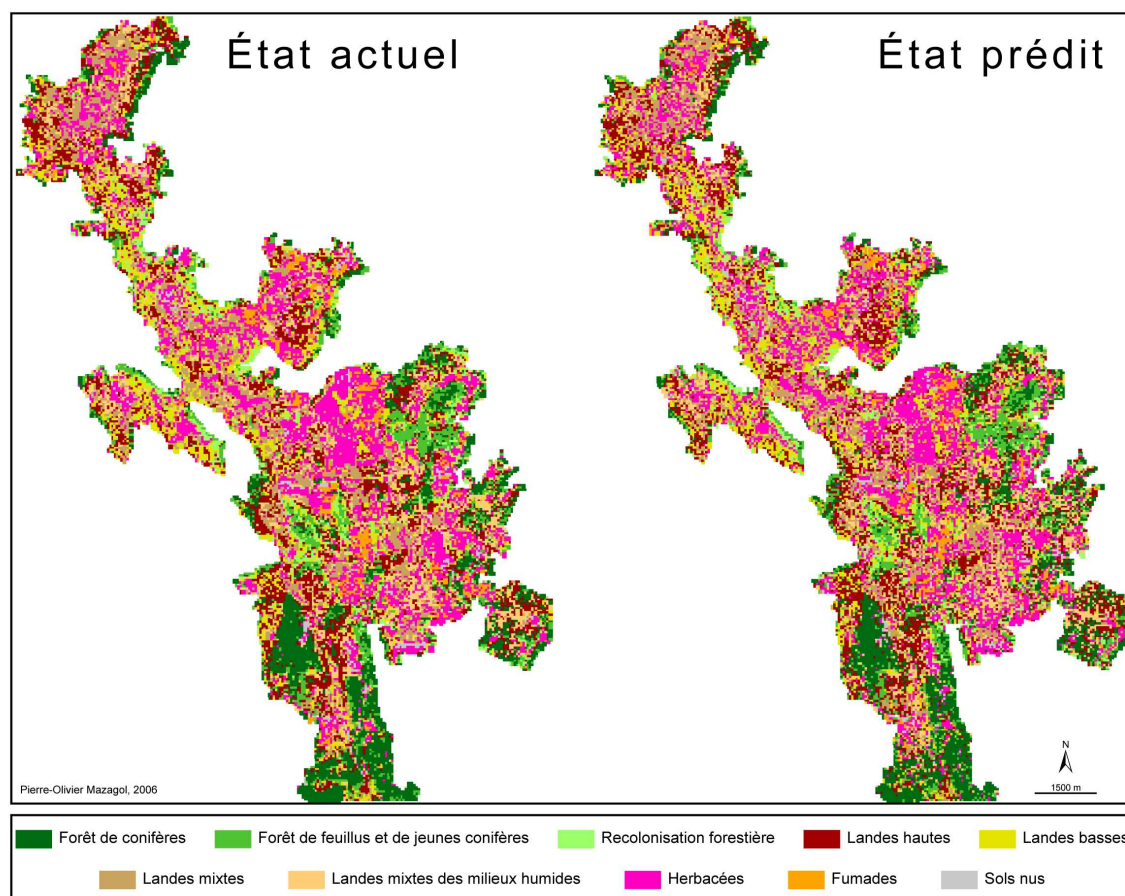 État actuel
État prédit
N
1500 m
Pierre-Olivier Mazagol, 2006
Forêt de conifères
Forêt de feuillus et de jeunes conifères
Recolonisation forestière
Landes hautes
Landes basses
Landes mixtes
Landes mixtes des milieux humides
Herbacées
Fumades
Sols nus